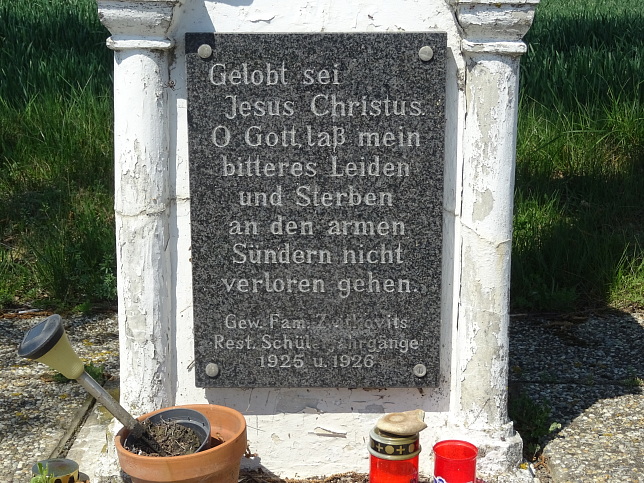 Gelobt sei
Jesus Christus.
O Gott, laß mein
bitteres Leiden
und Sterben
an den armen
Sündern nicht
verloren gehen.
Gew. Fam.
Rest. Schülerjahrgänge
1925 u. 1926